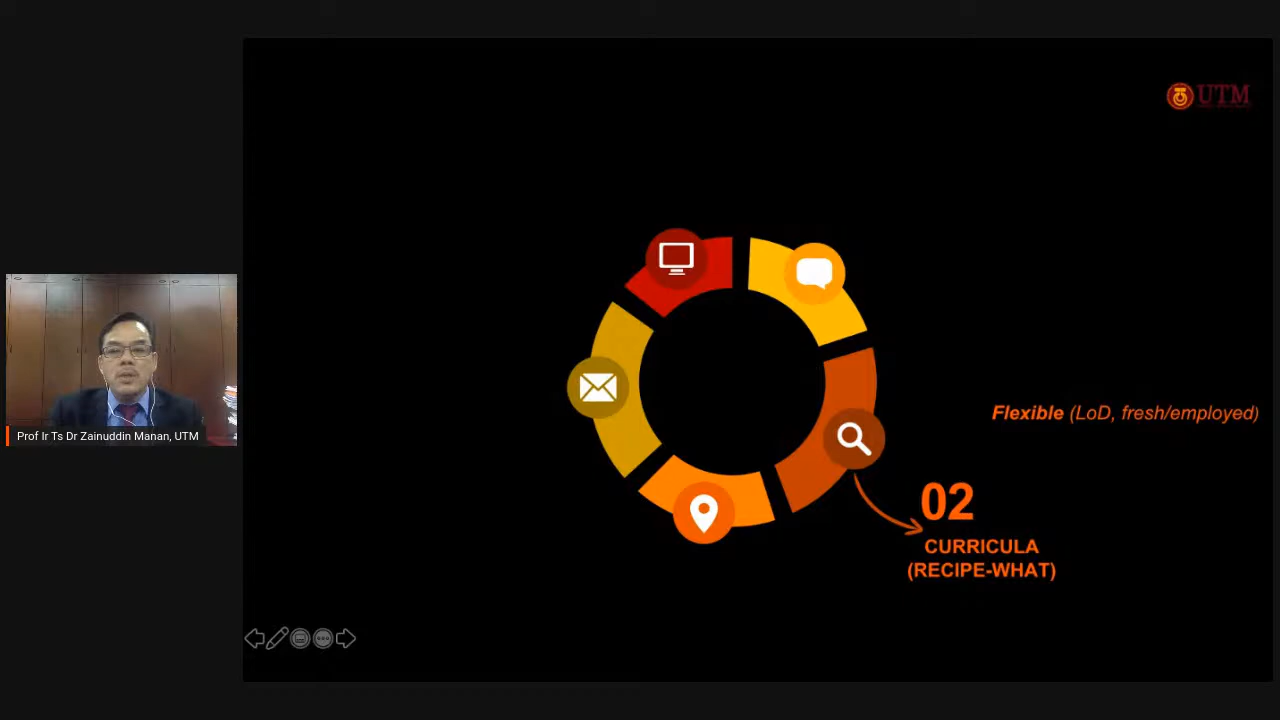 UTM
Flexible (LoD, fresh/employed)
02
CURRICULA
(RECIPE-WHAT)
Prof Ir Ts Dr Zainuddin Manan, UTM